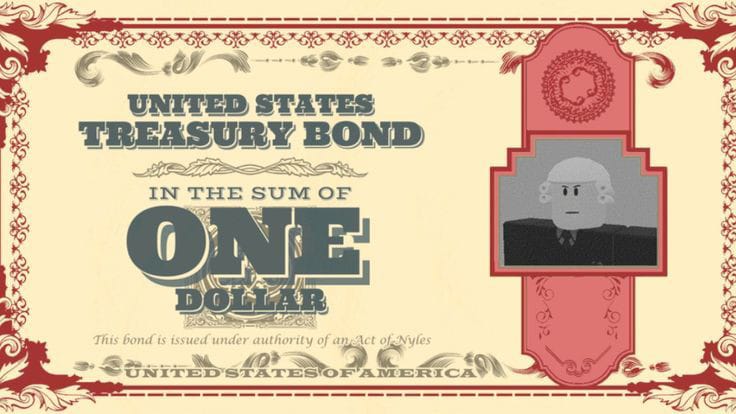 UNITED STATES
TREASURY BOND
IN THE SUM OF
ONE
DOLLAR
This bond is issued under authority of an Act of Nyles
UNITED STATES OF AMERICA